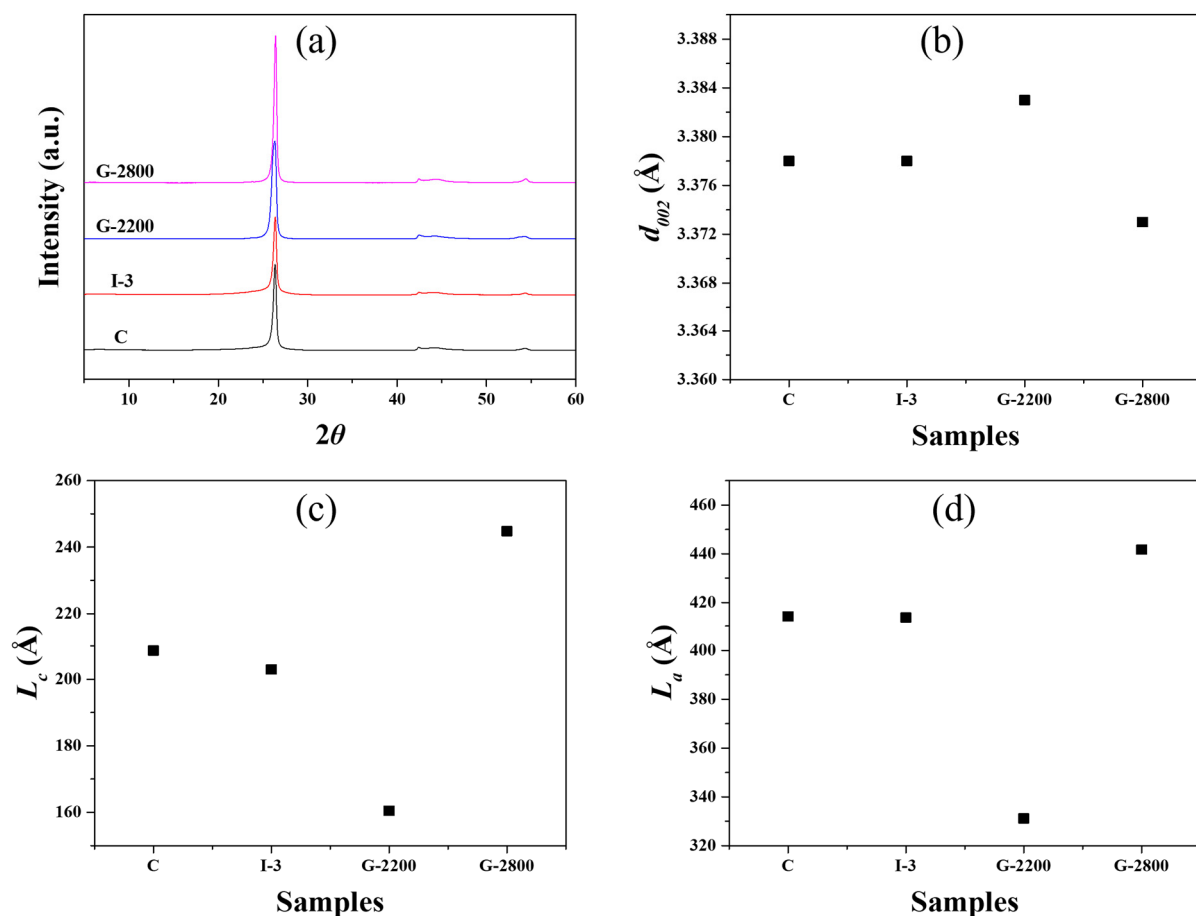 (a)
Intensity (a.u.)
G-2800
G-2200
I-3
C
10 20 30 40 50 60
2θ
(b)
d002 (Å)
3.388
3.384
3.380
3.376
3.372
3.368
3.364
3.360
C I-3 G-2200 G-2800
Samples
(c)
Lc (Å)
260
240
220
200
180
160
C I-3 G-2200 G-2800
Samples
(d)
La (Å)
460
440
420
400
380
360
340
320
C I-3 G-2200 G-2800
Samples